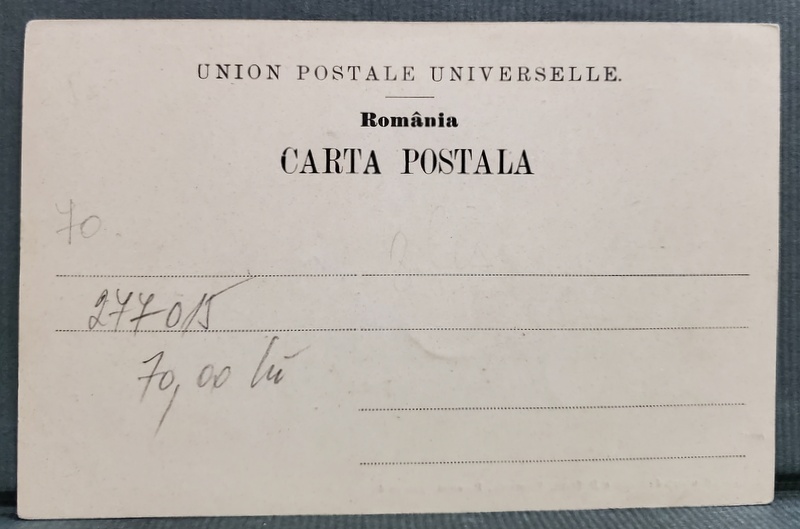 UNION POSTALE UNIVERSELLE.
România
CARTA POSTALA
70.
277015
70,00 lei